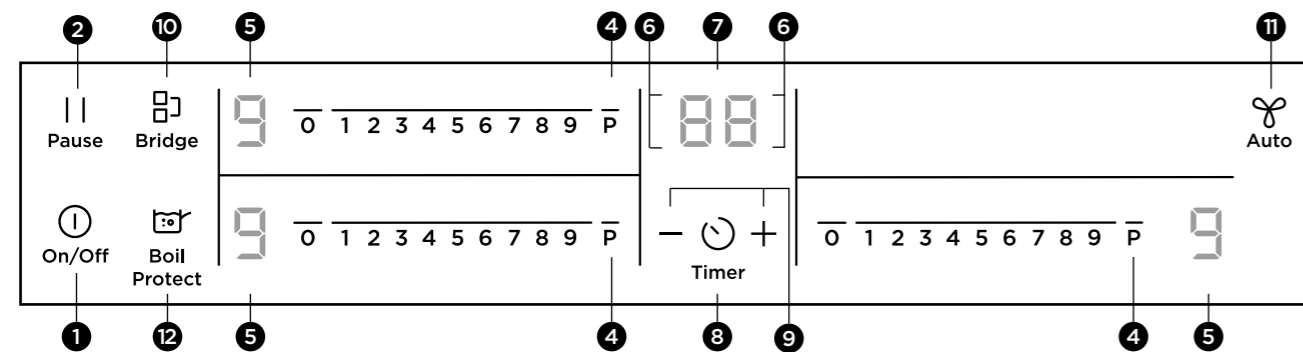 2 10 5 4 6 7 6 11
9 88
Pause Bridge 0 1 2 3 4 5 6 7 8 9 P Auto
9
On/Off Boil Protect 0 1 2 3 4 5 6 7 8 9 P − + 0 1 2 3 4 5 6 7 8 9 P 9
Timer
1 12 5 4 8 9 4 5